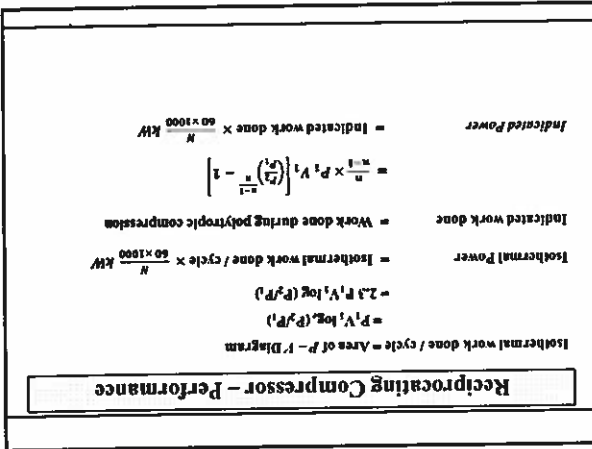 Reciprocating Compressor – Performance
Isothermal work done / cycle = Area of P – V Diagram
= P₁V₁ logₑ (P₂/P₁)
= 2.3 P₁V₁ log (P₂/P₁)
Isothermal Power = Isothermal work done / cycle × N/(60×1000) kW
Indicated work done = Work done during polytropic compression
= n/(n−1) × P₁ V₁ [(P₂/P₁)^((n−1)/n) − 1]
Indicated Power = Indicated work done × N/(60×1000) kW